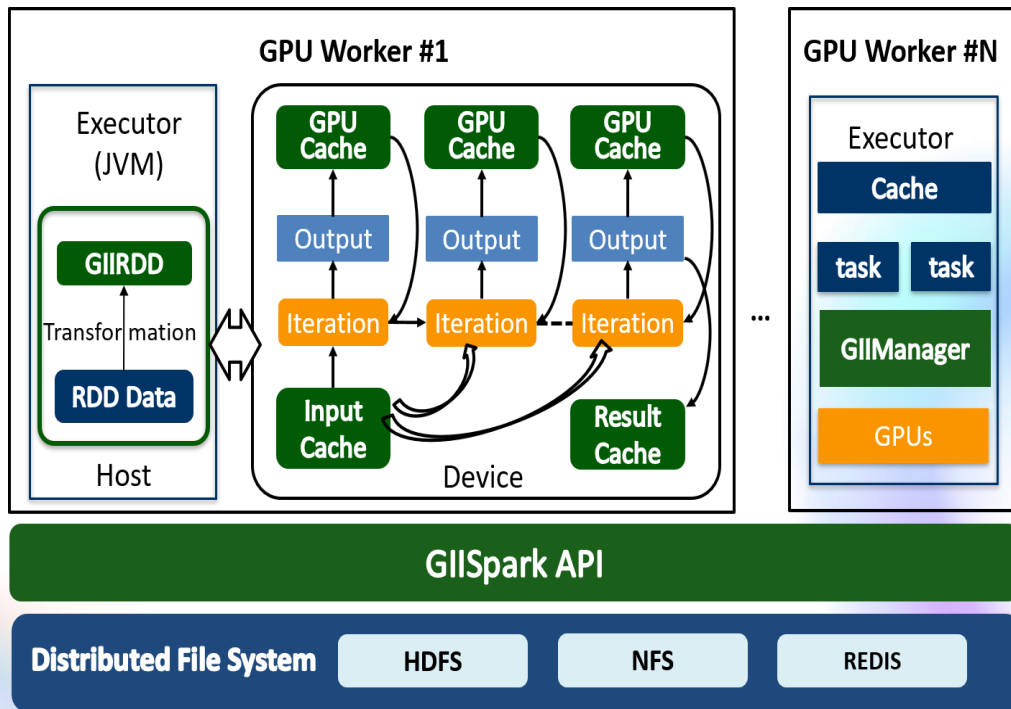 GPU Worker #1
Executor
(JVM)
GIIRDD
Transformation
RDD Data
Host
GPU
Cache
GPU
Cache
GPU
Cache
Output
Output
Output
Iteration
Iteration
Iteration
Input
Cache
Result
Cache
Device
...
GPU Worker #N
Executor
Cache
task
task
GIIManager
GPUs
GIISpark API
Distributed File System
HDFS
NFS
REDIS